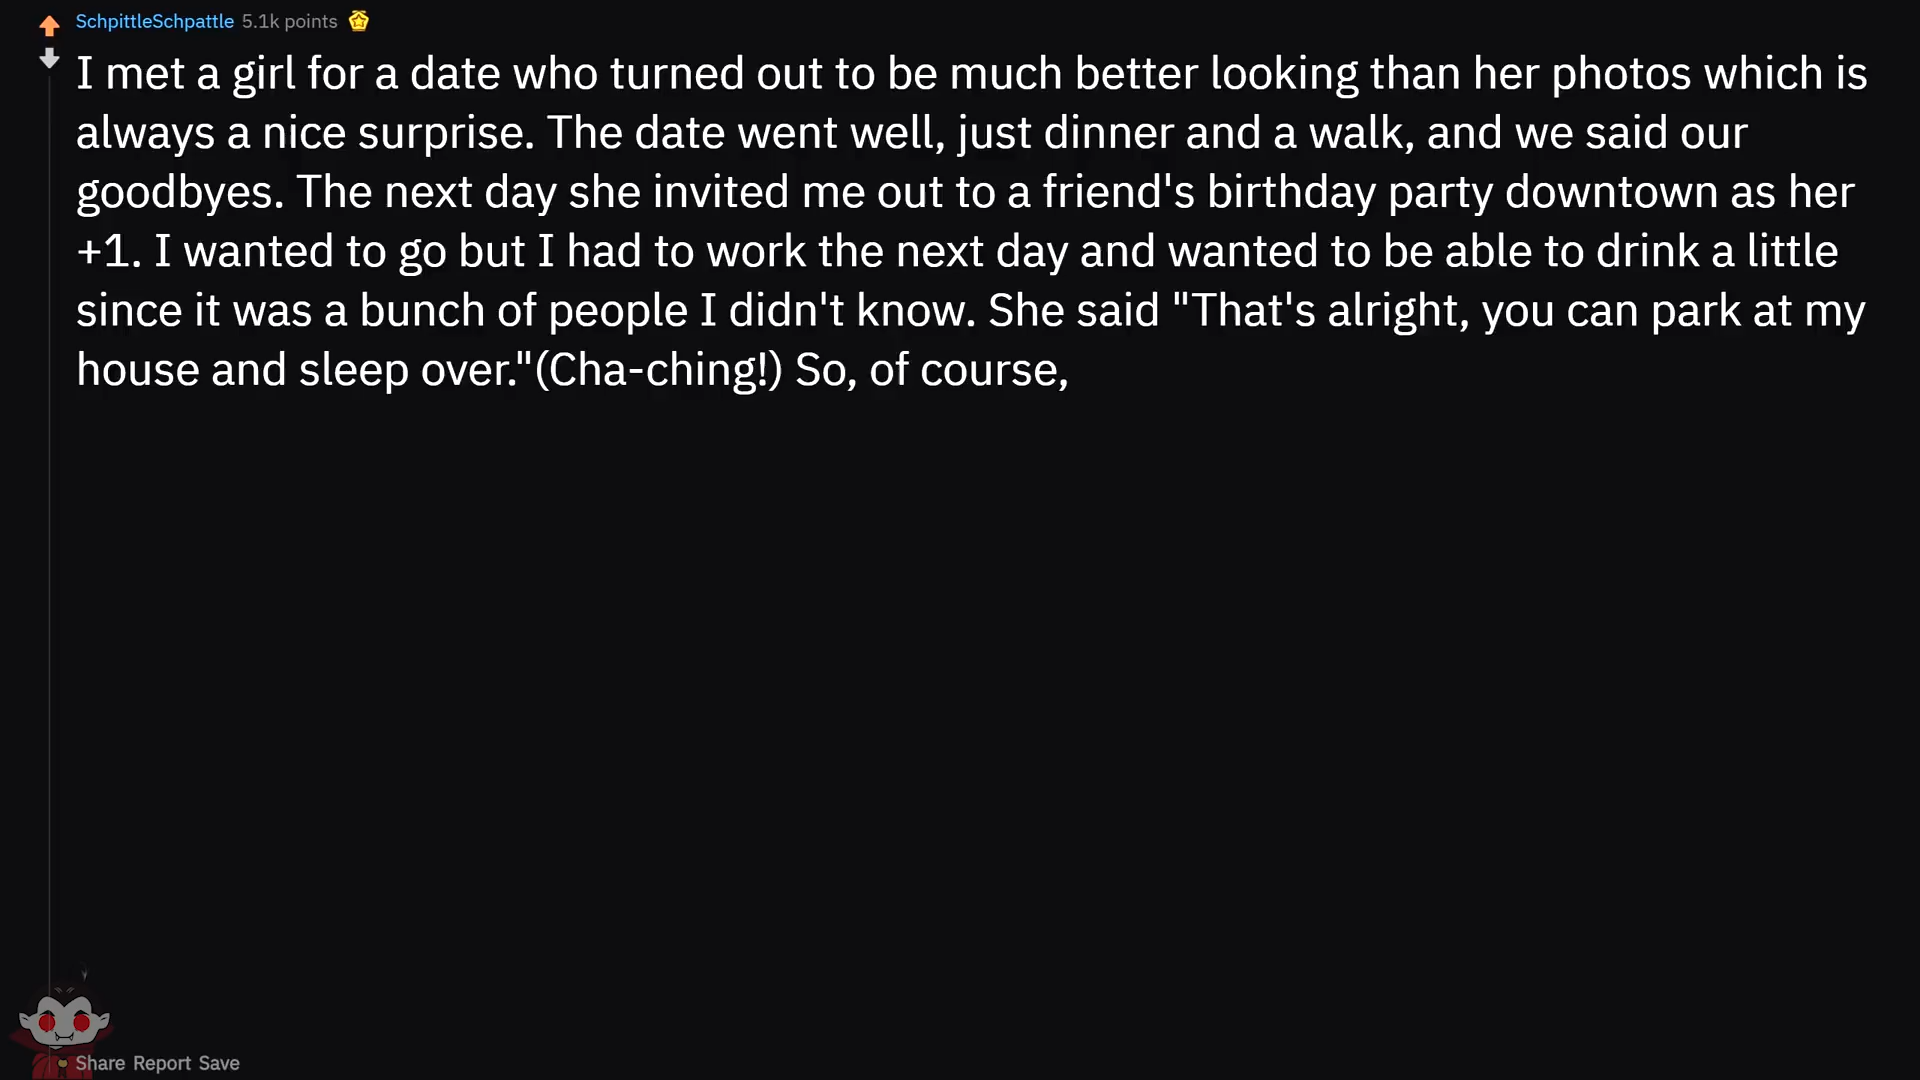 SchpittleSchpattle 5.1k points
I met a girl for a date who turned out to be much better looking than her photos which is
always a nice surprise. The date went well, just dinner and a walk, and we said our
goodbyes. The next day she invited me out to a friend's birthday party downtown as her
+1. I wanted to go but I had to work the next day and wanted to be able to drink a little
since it was a bunch of people I didn't know. She said "That's alright, you can park at my
house and sleep over."(Cha-ching!) So, of course,
Share Report Save